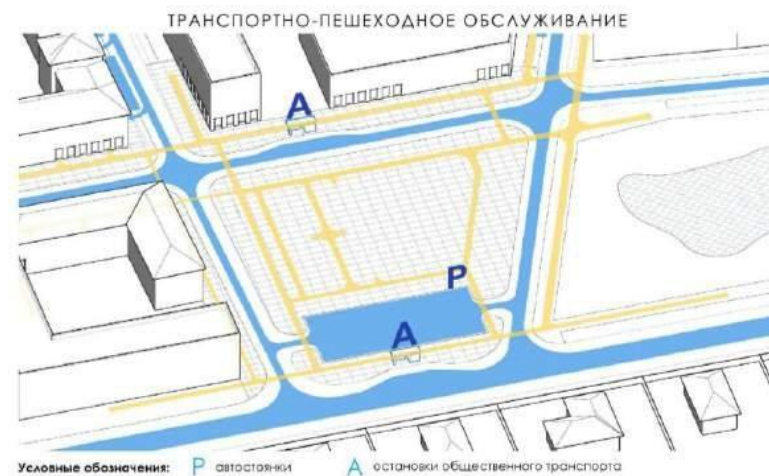 ТРАНСПОРТНО-ПЕШЕХОДНОЕ ОБСЛУЖИВАНИЕ
А
Р
А
Условные обозначения: Р автостоянки А остановки общественного транспорта